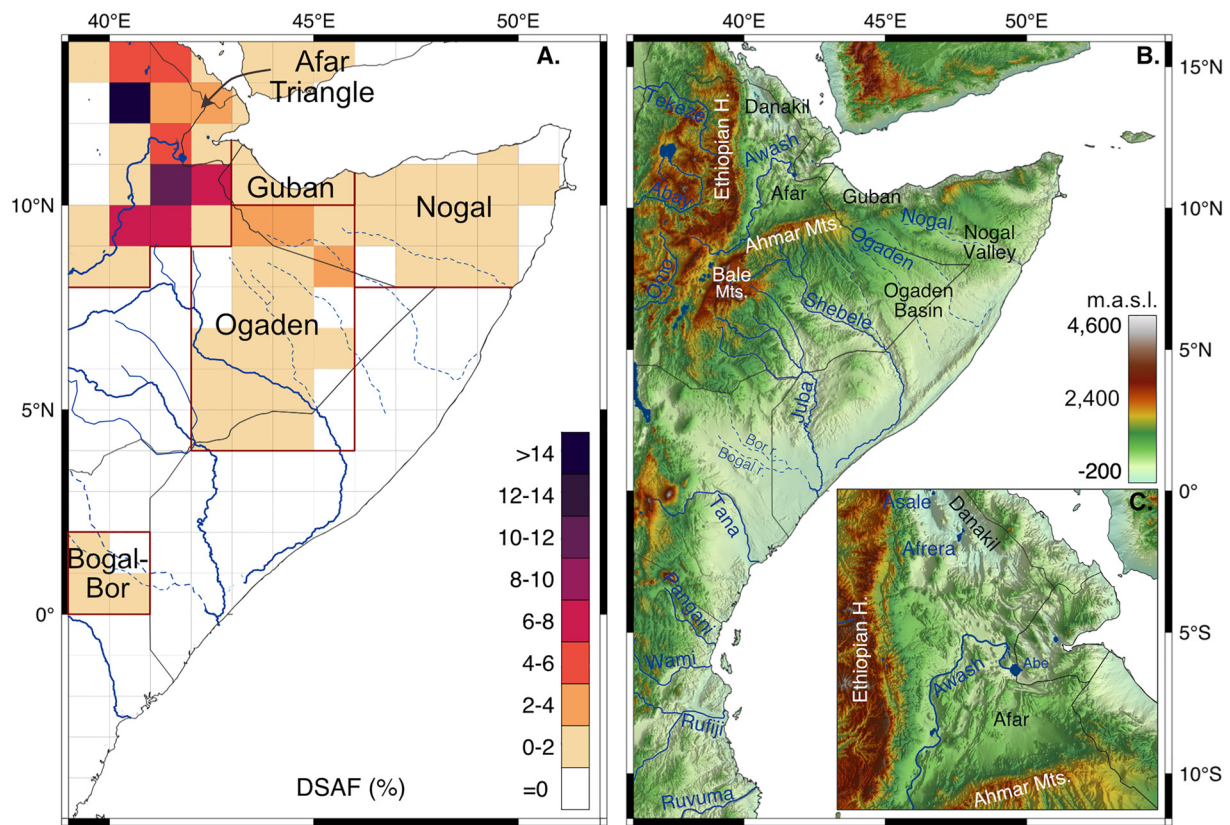 40°E
45°E
50°E
A.
Afar
Triangle
Guban
Nogal
Ogaden
Bogal-
Bor
10°N
5°N
0°
>14
12-14
10-12
8-10
6-8
4-6
2-4
0-2
=0
DSAF (%)
40°E
45°E
50°E
B.
15°N
10°N
5°N
0°
5°S
10°S
Tekeze
Danakil
Ethiopian H.
Awash
Abay
Afar
Guban
Nogal
Ahmar Mts.
Ogaden
Nogal
Valley
Omo
Bale
Mts.
Shebele
Ogaden
Basin
Juba
Bor r.
Bogal r
Tana
Pangani
Wami
Rufiji
Ruvuma
m.a.s.l.
4,600
2,400
-200
C.
Asale
Danakil
Afrera
Ethiopian H.
Awash
Abe
Afar
Ahmar Mts.